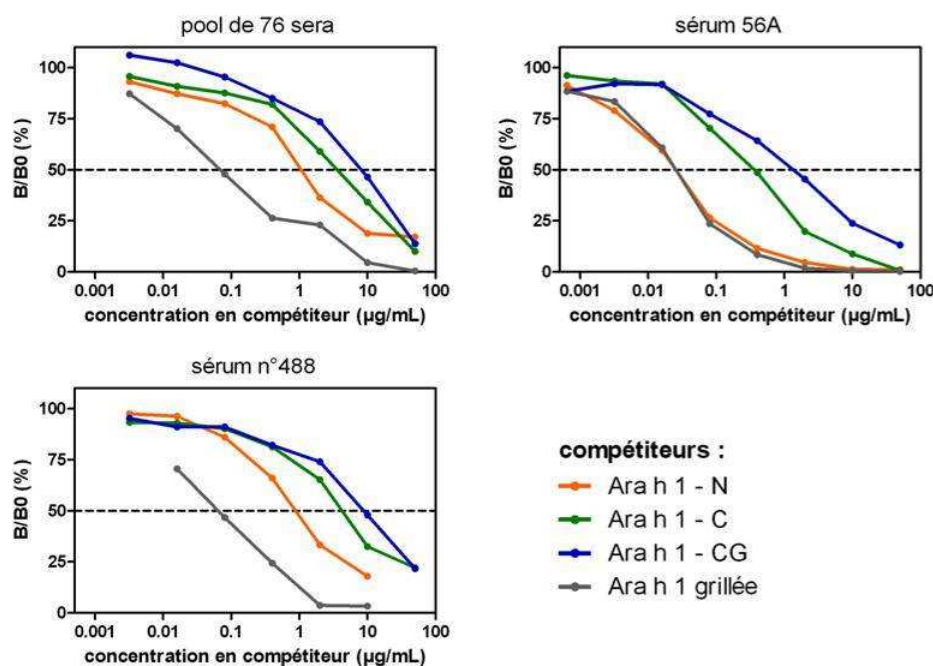 pool de 76 sera
100
75
50
25
0
B/B0 (%)
0.001 0.01 0.1 1 10 100
concentration en compétiteur (µg/mL)
sérum 56A
100
75
50
25
0
B/B0 (%)
0.001 0.01 0.1 1 10 100
concentration en compétiteur (µg/mL)
sérum n°488
100
75
50
25
0
B/B0 (%)
0.001 0.01 0.1 1 10 100
concentration en compétiteur (µg/mL)
compétiteurs :
Ara h 1 - N
Ara h 1 - C
Ara h 1 - CG
Ara h 1 grillée